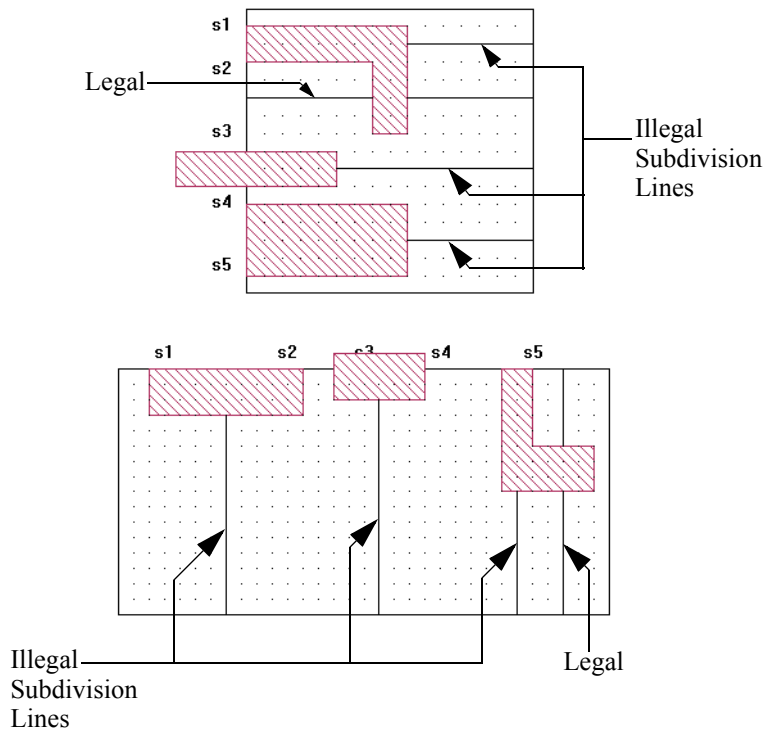 s1
s2
Legal
s3
Illegal
Subdivision
Lines
s4
s5
s1 s2 s3 s4 s5
Illegal
Subdivision
Lines
Legal